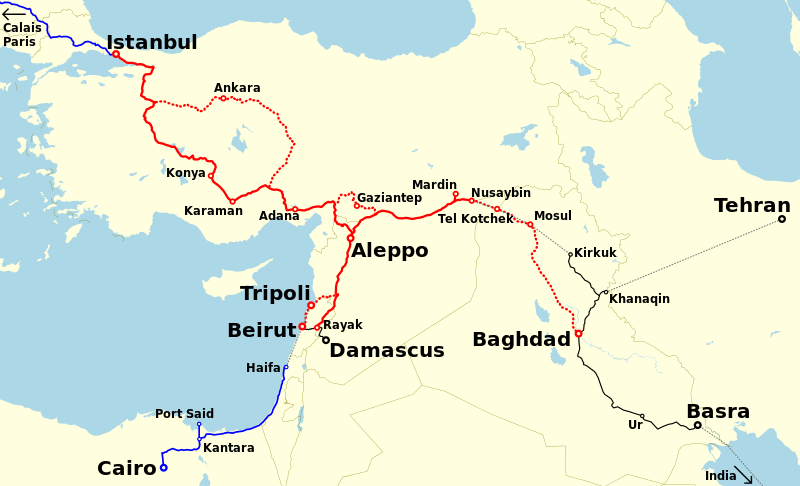 Calais
Paris
Istanbul
Ankara
Konya
Karaman
Adana
Gaziantep
Mardin
Nusaybin
Tel Kotchek
Mosul
Tehran
Aleppo
Kirkuk
Khanaqin
Tripoli
Beirut
Rayak
Damascus
Baghdad
Haifa
Port Said
Kantara
Cairo
Ur
Basra
India